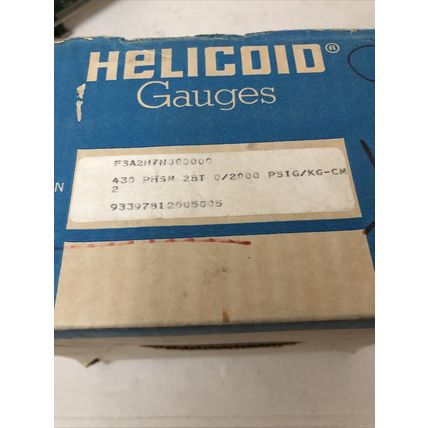 HELICOID®
Gauges
F3A2H7N000000
430 PHSM 2BT 0/2000 PSIG/KG-CM
2
93397812005005
N